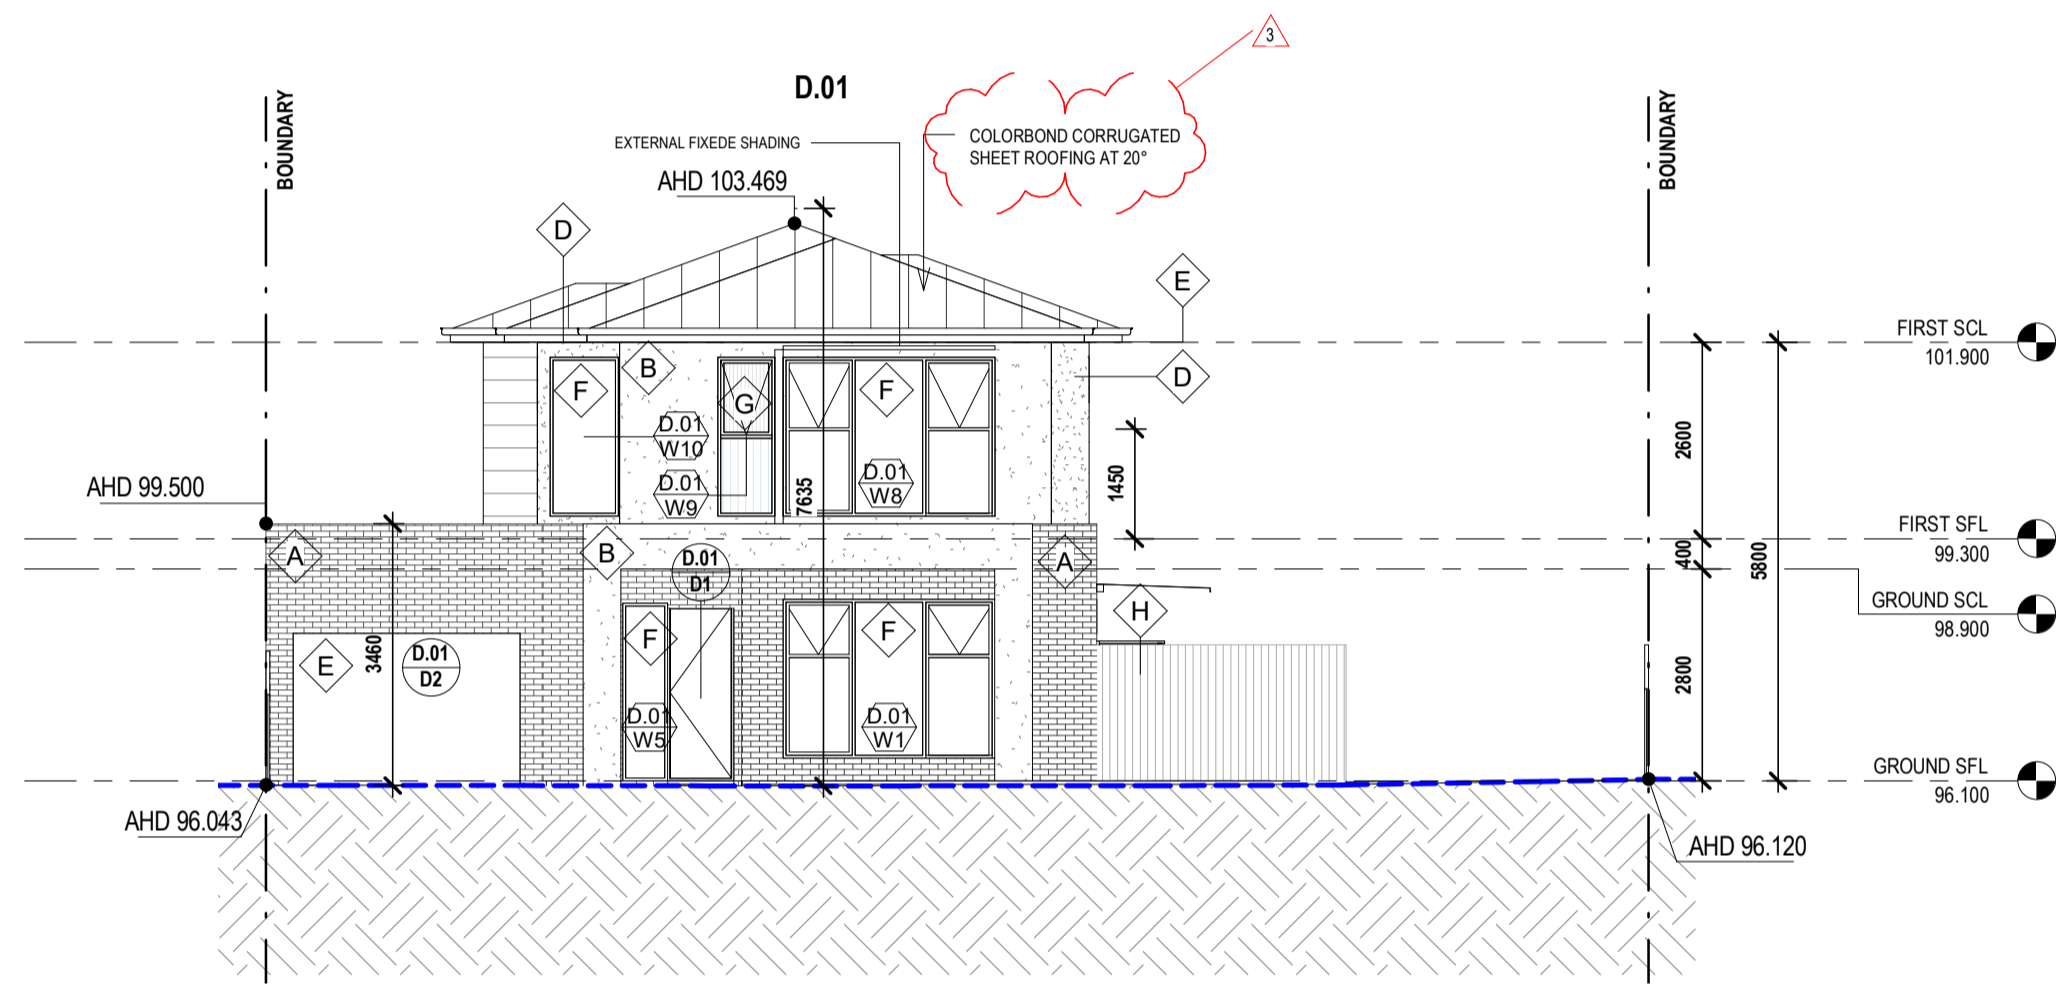 3
D.01
BOUNDARY
BOUNDARY
EXTERNAL FIXEDE SHADING
COLORBOND CORRUGATED
SHEET ROOFING AT 20°
AHD 103.469
D
E
FIRST SCL
101.900
B
F
G
F
D
D.01
W10
D.01
W9
D.01
W8
7635
1450
2600
AHD 99.500
FIRST SFL
99.300
A
B
D.01
D1
A
400
5800
GROUND SCL
98.900
H
F
F
E
D.01
D2
3460
2800
D.01
W5
D.01
W1
GROUND SFL
96.100
AHD 96.043
AHD 96.120